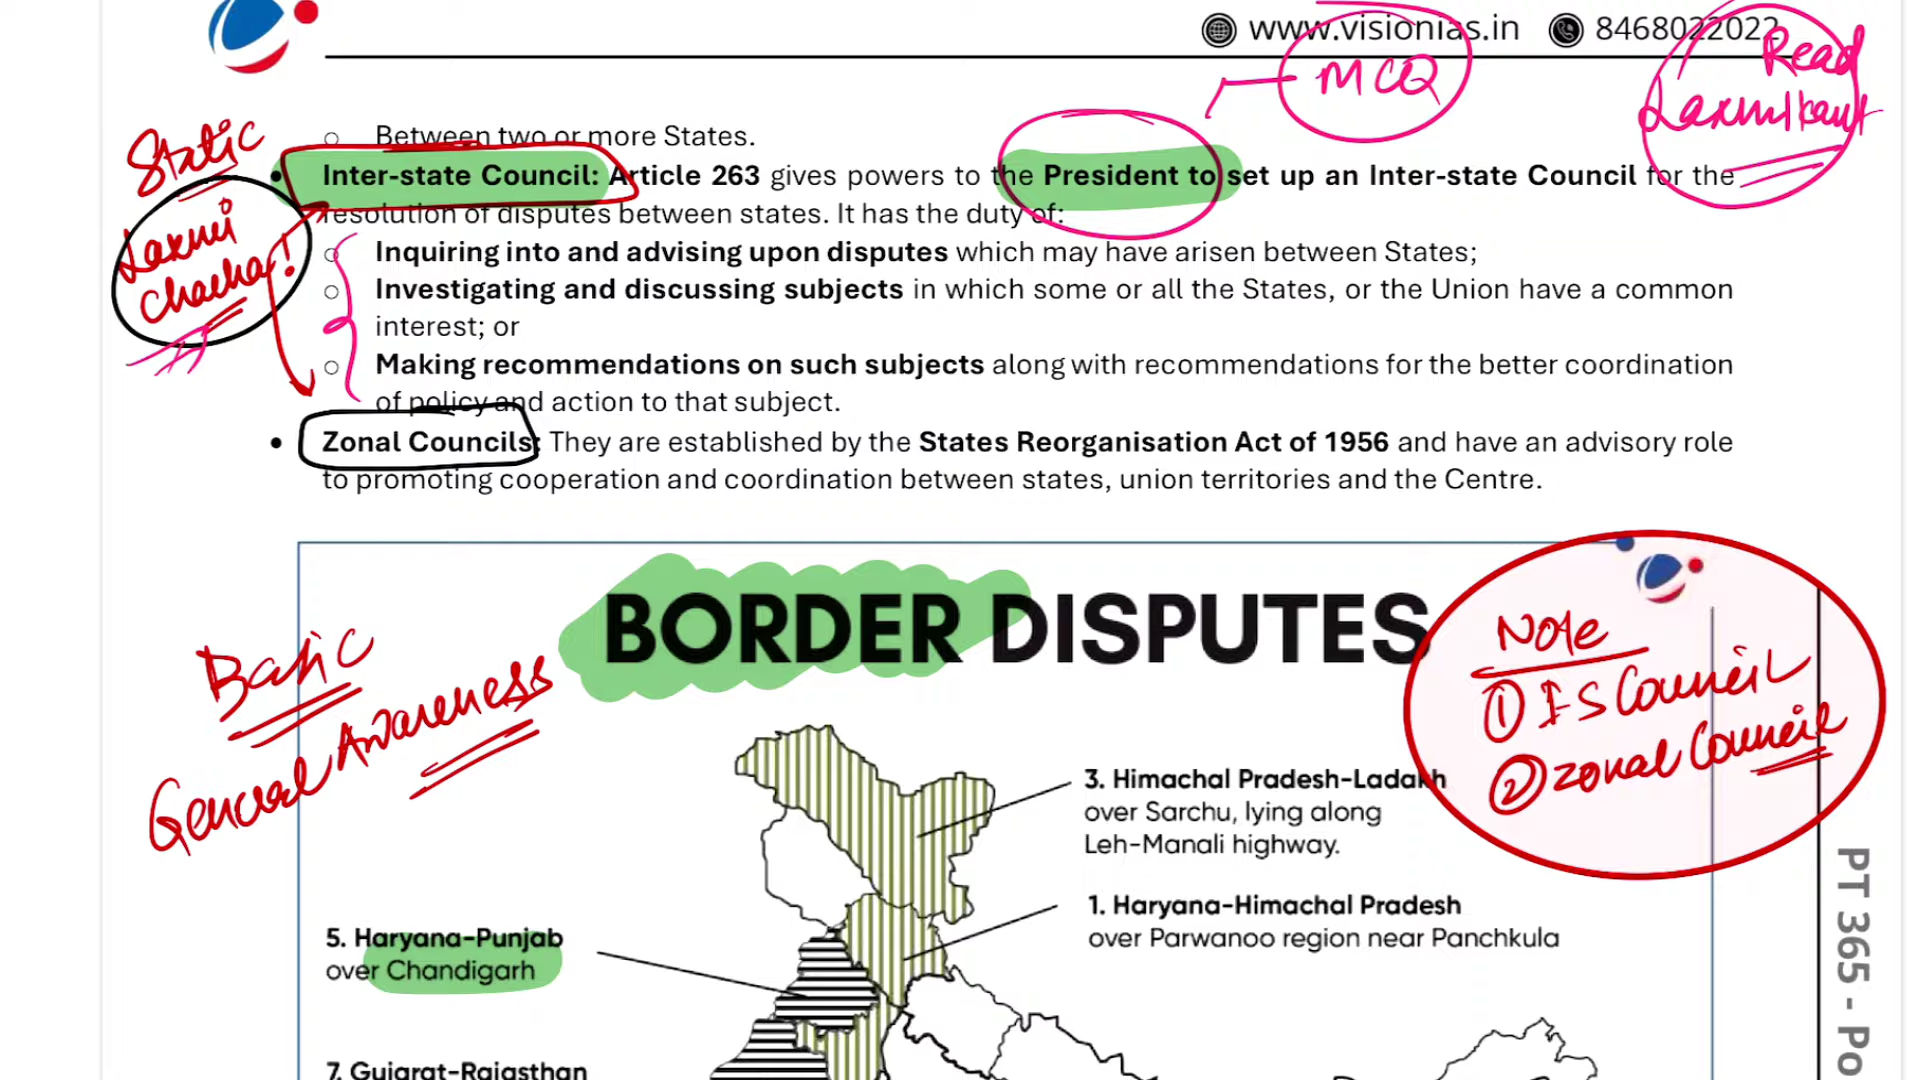 www.visionias.in 8468022022
Read
Laxmikant
MCQ
Static
Laxmi
Chacha!
○ Between two or more States.
• Inter-state Council: Article 263 gives powers to the President to set up an Inter-state Council for the
resolution of disputes between states. It has the duty of:
○ Inquiring into and advising upon disputes which may have arisen between States;
○ Investigating and discussing subjects in which some or all the States, or the Union have a common
interest; or
○ Making recommendations on such subjects along with recommendations for the better coordination
of policy and action to that subject.
• Zonal Councils: They are established by the States Reorganisation Act of 1956 and have an advisory role
to promoting cooperation and coordination between states, union territories and the Centre.
BORDER DISPUTES
Note
① I-S Council
② Zonal Council
Basic
General Awareness
3. Himachal Pradesh-Ladakh
over Sarchu, lying along
Leh-Manali highway.
1. Haryana-Himachal Pradesh
over Parwanoo region near Panchkula
5. Haryana-Punjab
over Chandigarh
7. Gujarat-Rajasthan
PT 365 - Po